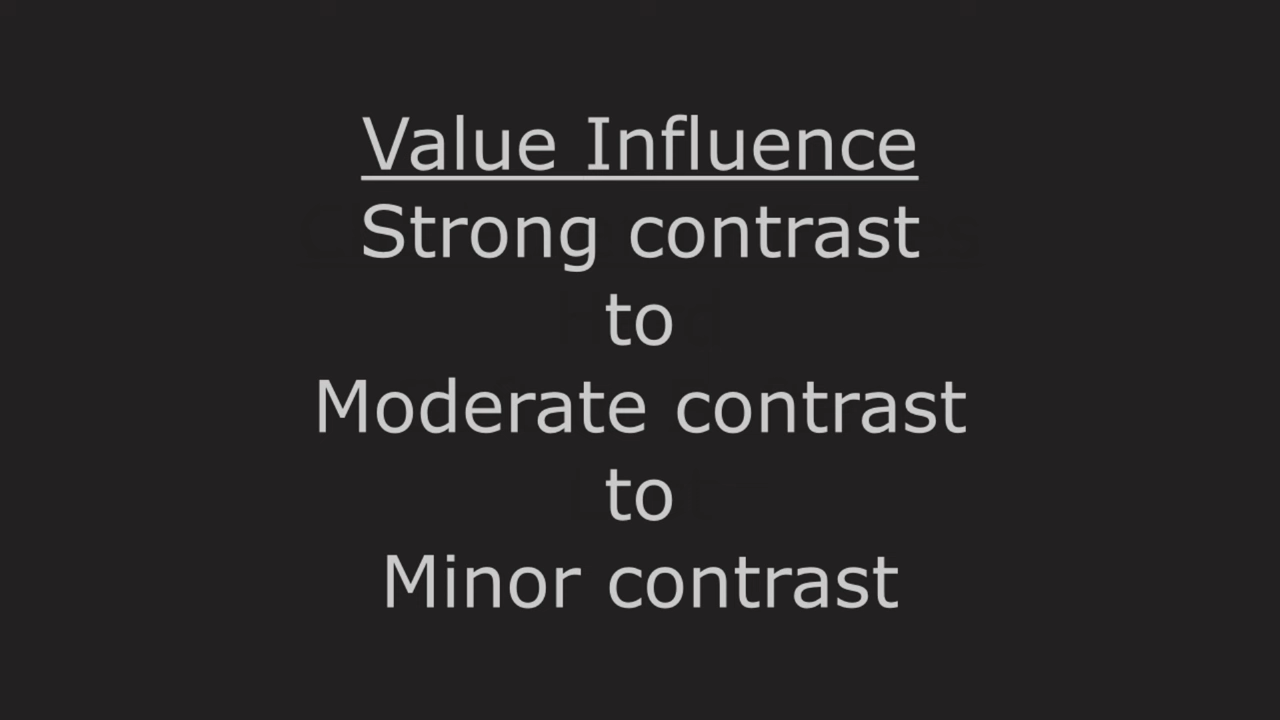 Value Influence
Strong contrast
to
Moderate contrast
to
Minor contrast